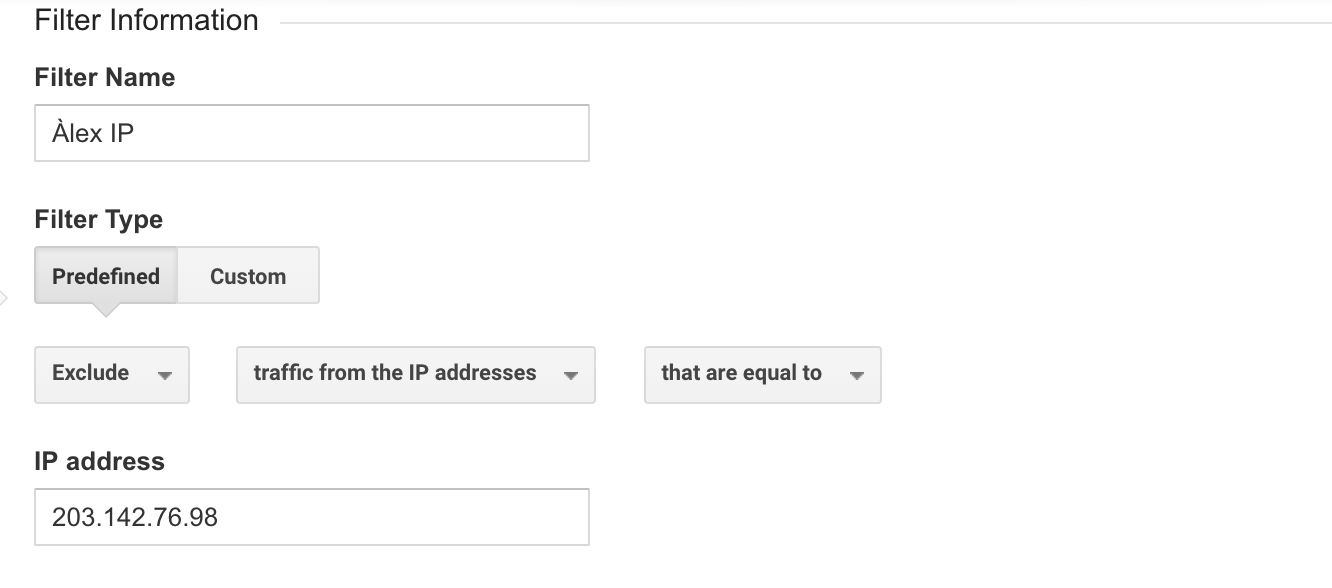 Filter Information
Filter Name
Àlex IP
Filter Type
Predefined Custom
Exclude traffic from the IP addresses that are equal to
IP address
203.142.76.98